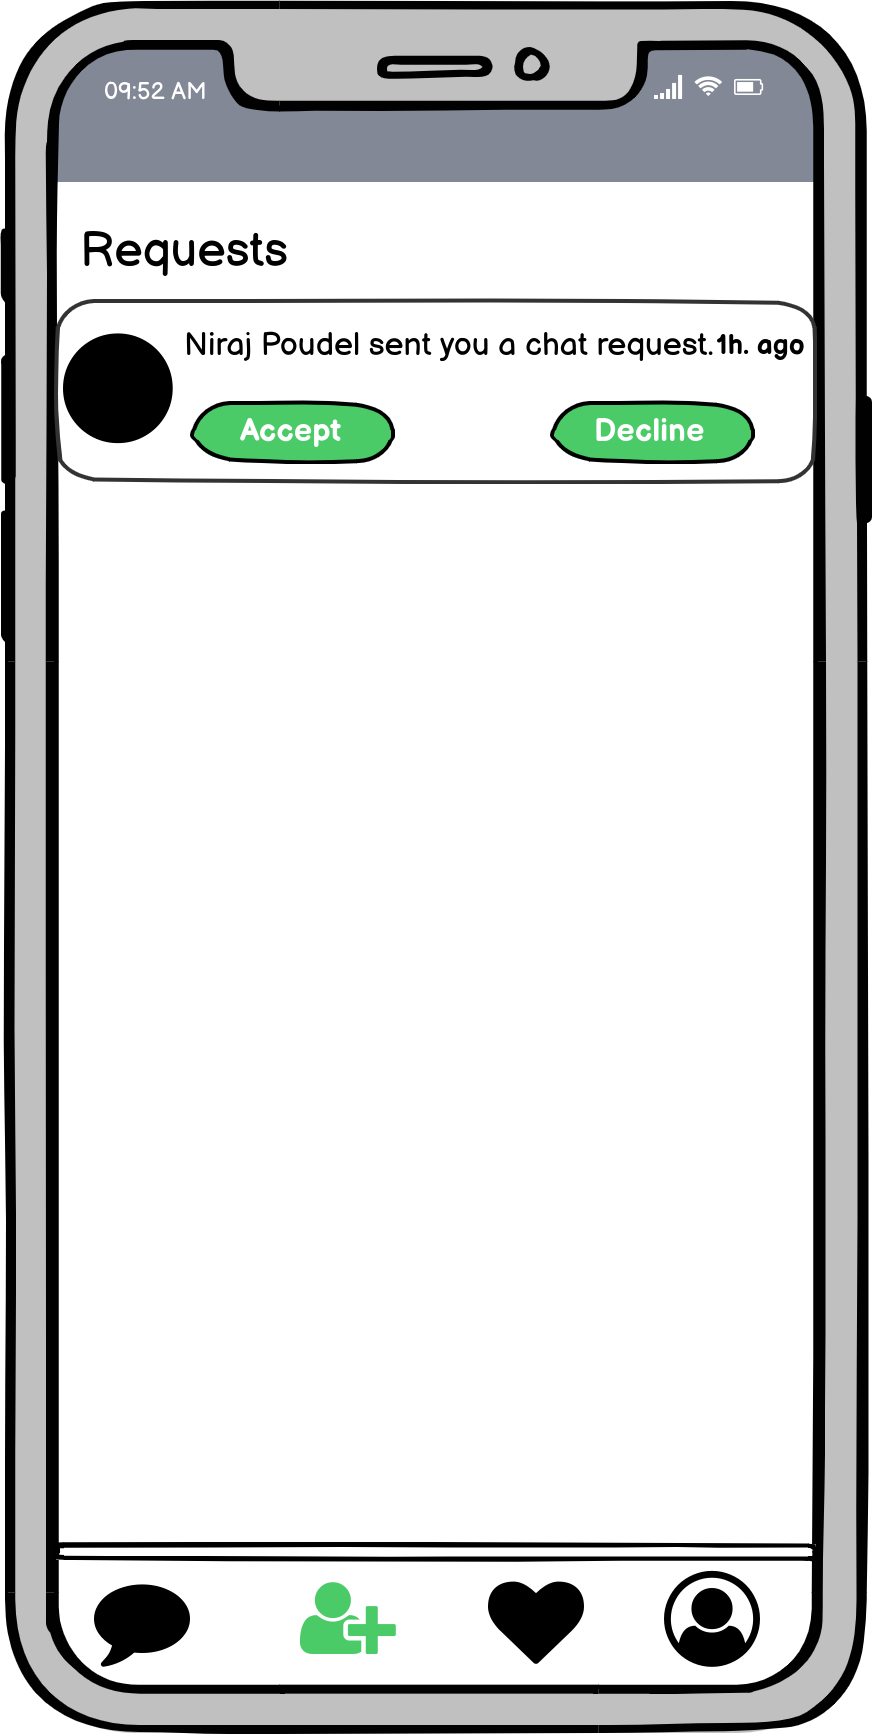 09:52 AM
Requests
Niraj Poudel sent you a chat request. 1h. ago
Accept Decline